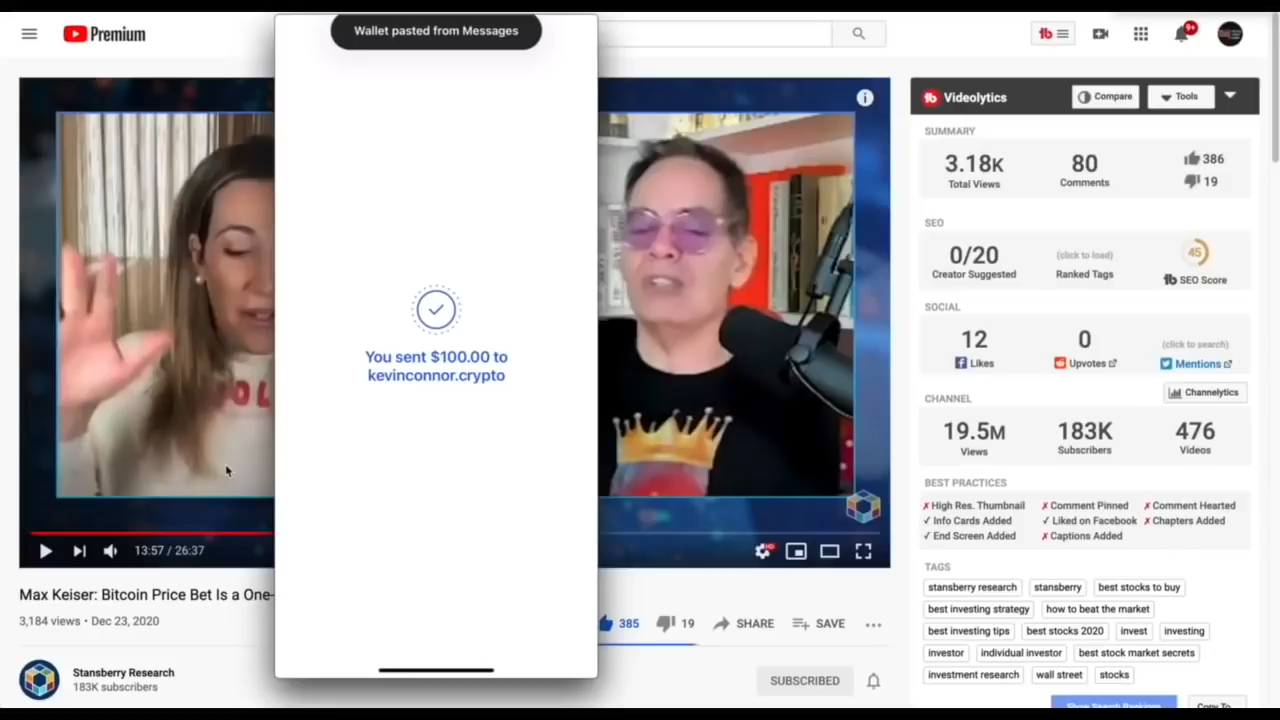 Premium
Wallet pasted from Messages
9+
You sent $100.00 to
kevinconnor.crypto
13:57 / 26:37
HD
Max Keiser: Bitcoin Price Bet Is a One-
3,184 views • Dec 23, 2020
385
19
SHARE
SAVE
Stansberry Research
183K subscribers
SUBSCRIBED
Videolytics
Compare
Tools
SUMMARY
3.18K
Total Views
80
Comments
386
19
SEO
0/20
Creator Suggested
(click to load)
Ranked Tags
45
SEO Score
SOCIAL
12
Likes
0
Upvotes
(click to search)
Mentions
CHANNEL
Channelytics
19.5M
Views
183K
Subscribers
476
Videos
BEST PRACTICES
✗ High Res. Thumbnail ✗ Comment Pinned ✗ Comment Hearted
✓ Info Cards Added ✓ Liked on Facebook ✗ Chapters Added
✓ End Screen Added ✗ Captions Added
TAGS
stansberry research stansberry best stocks to buy
best investing strategy how to beat the market
best investing tips best stocks 2020 invest investing
investor individual investor best stock market secrets
investment research wall street stocks
Show Search Rankings Copy To